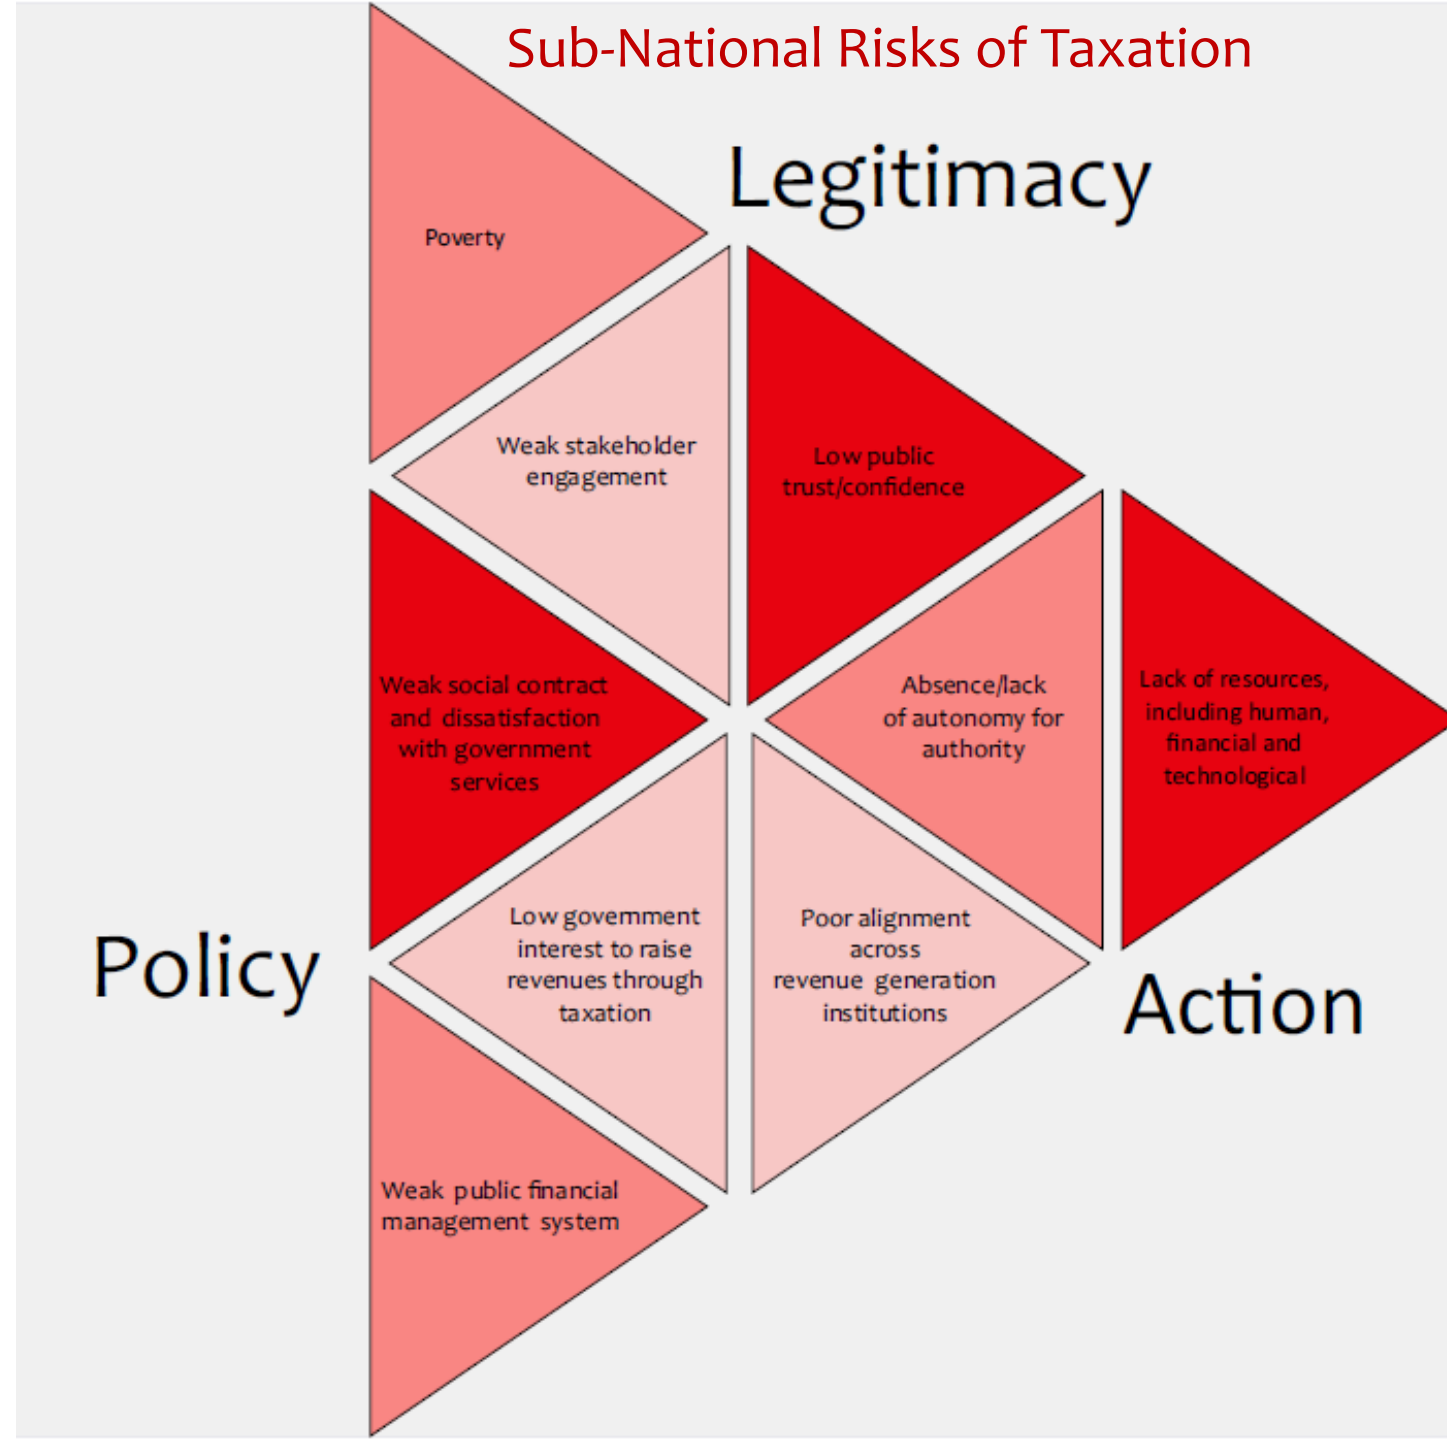 Sub-National Risks of Taxation
Legitimacy
Poverty
Weak stakeholder
engagement
Low public
trust/confidence
Weak social contract
and dissatisfaction
with government
services
Absence/lack
of autonomy for
authority
Lack of resources,
including human,
financial and
technological
Policy
Low government
interest to raise
revenues through
taxation
Poor alignment
across
revenue generation
institutions
Action
Weak public financial
management system